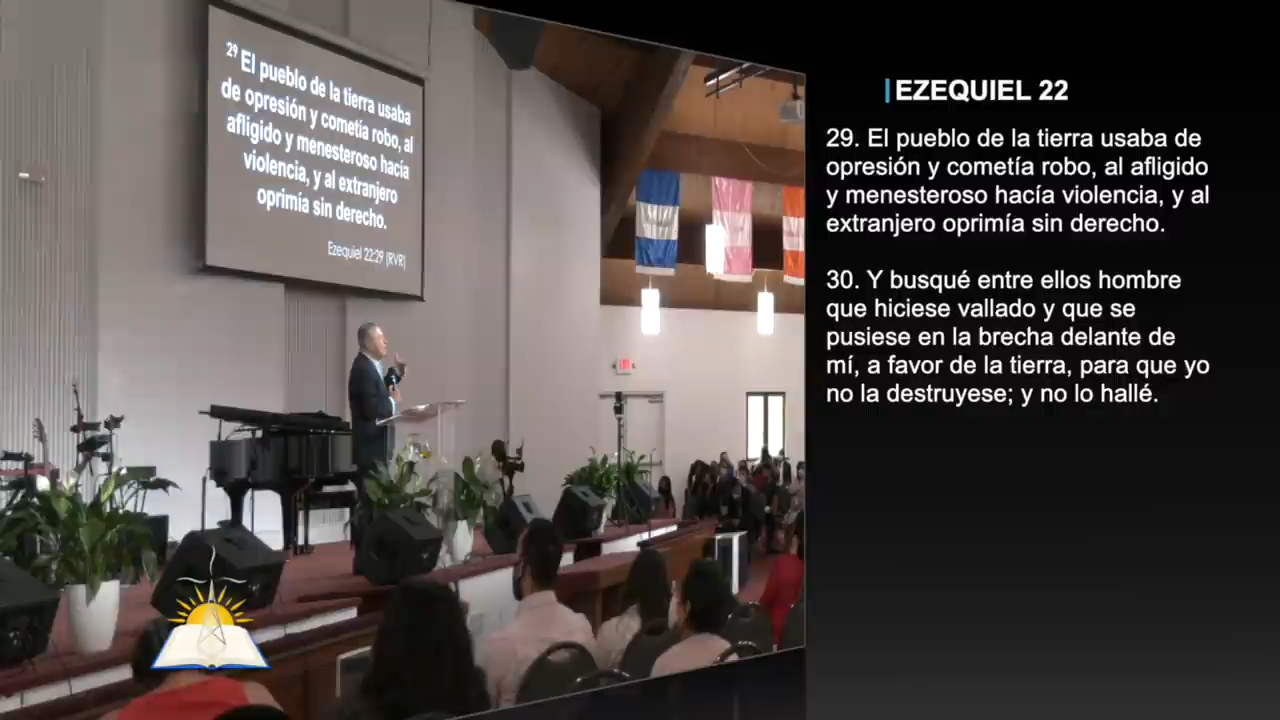 29 El pueblo de la tierra usaba
de opresión y cometía robo, al
afligido y menesteroso hacía
violencia, y al extranjero
oprimía sin derecho.
Ezequiel 22:29 (RVR)
EZEQUIEL 22
29. El pueblo de la tierra usaba de
opresión y cometía robo, al afligido
y menesteroso hacía violencia, y al
extranjero oprimía sin derecho.
30. Y busqué entre ellos hombre
que hiciese vallado y que se
pusiese en la brecha delante de
mí, a favor de la tierra, para que yo
no la destruyese; y no lo hallé.